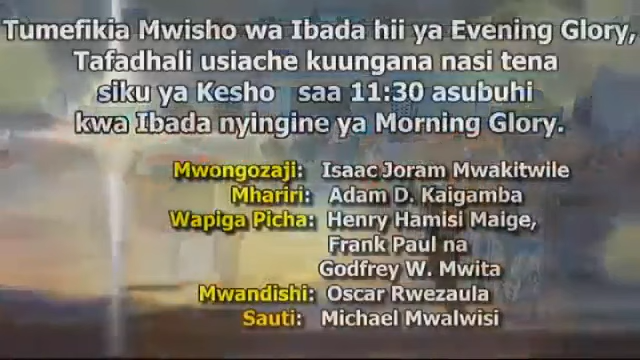 Tumefikia Mwisho wa Ibada hii ya Evening Glory,
Tafadhali usiache kuungana nasi tena
siku ya Kesho saa 11:30 asubuhi
kwa Ibada nyingine ya Morning Glory.
Mwongozaji: Isaac Joram Mwakitwile
Mhariri: Adam D. Kaigamba
Wapiga Picha: Henry Hamisi Maige,
Frank Paul na
Godfrey W. Mwita
Mwandishi: Oscar Rwezaula
Sauti: Michael Mwalwisi